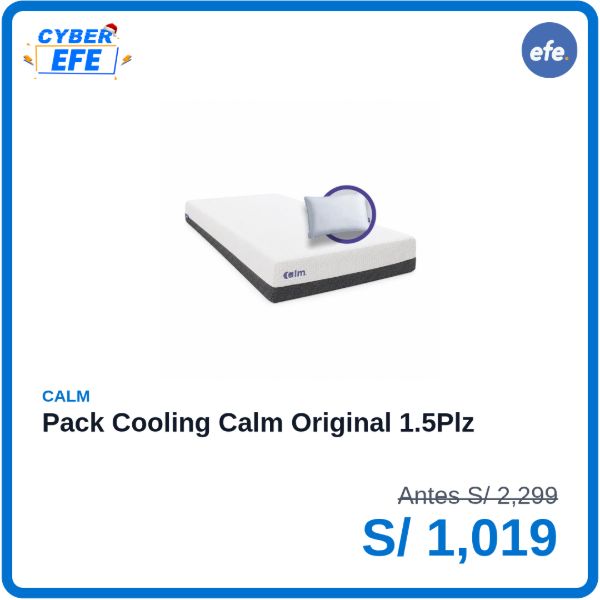 CYBER
EFE
efe.
Calm.
CALM
Pack Cooling Calm Original 1.5Plz
Antes S/ 2,299
S/ 1,019